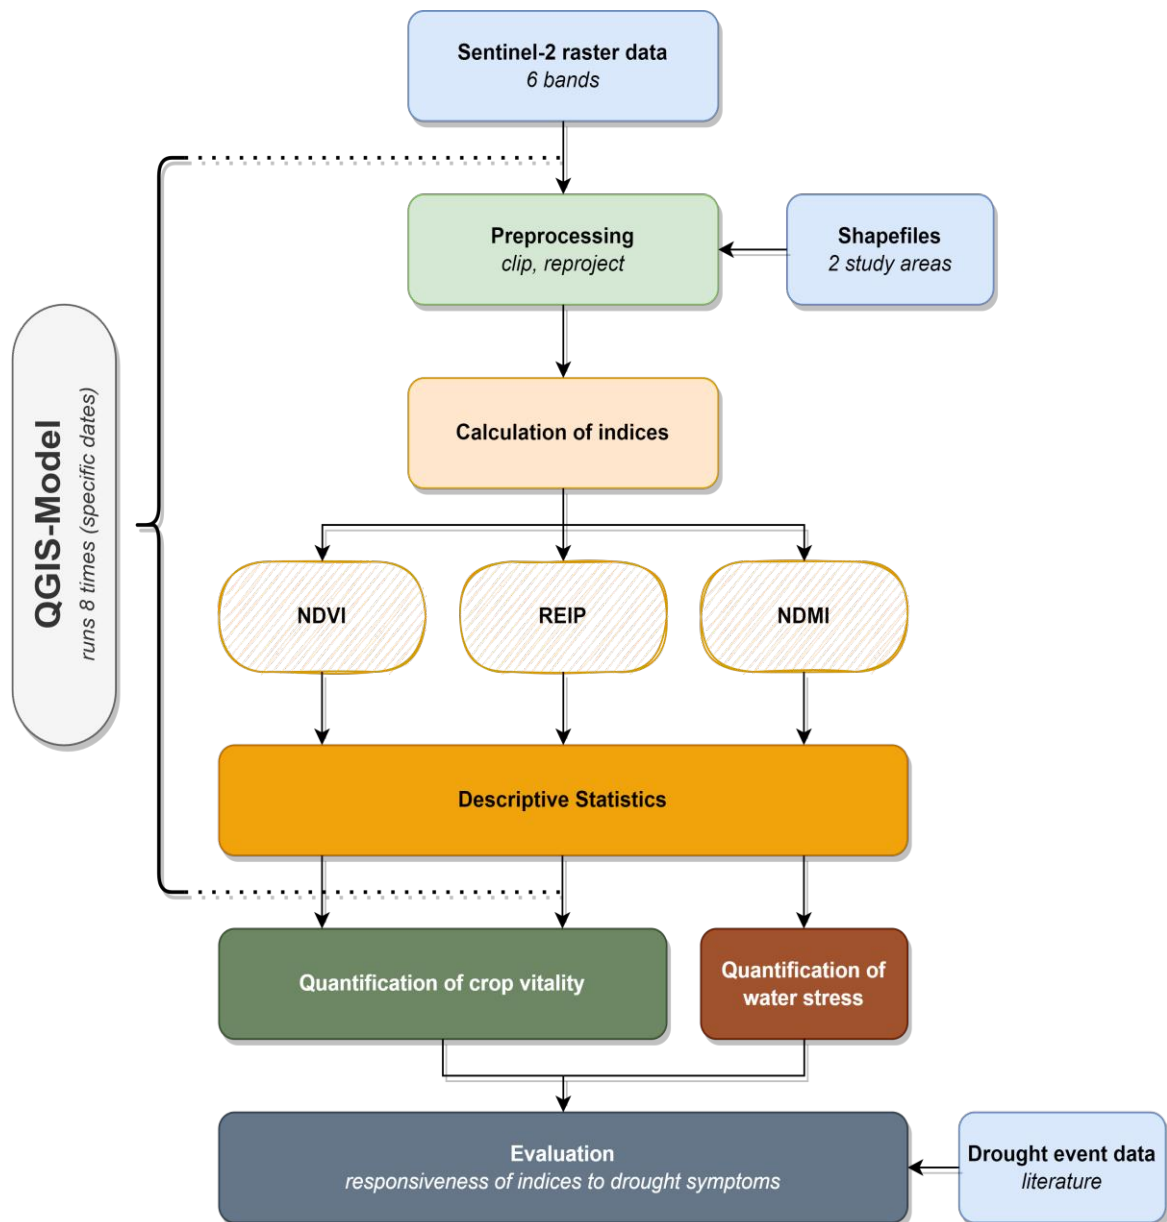 Sentinel-2 raster data
6 bands
Preprocessing
clip, reproject
Shapefiles
2 study areas
QGIS-Model
runs 8 times (specific dates)
Calculation of indices
NDVI
REIP
NDMI
Descriptive Statistics
Quantification of crop vitality
Quantification of
water stress
Evaluation
responsiveness of indices to drought symptoms
Drought event data
literature